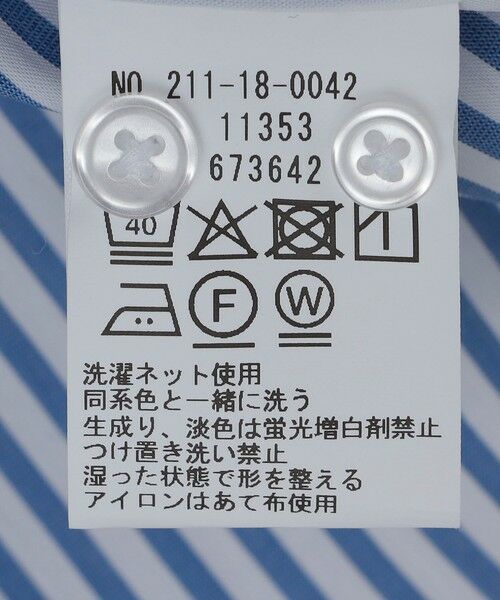 NO 211-18-0042
11353
673642
40
F W
洗濯ネット使用
同系色と一緒に洗う
生成り、淡色は蛍光増白剤禁止
つけ置き洗い禁止
湿った状態で形を整える
アイロンはあて布使用